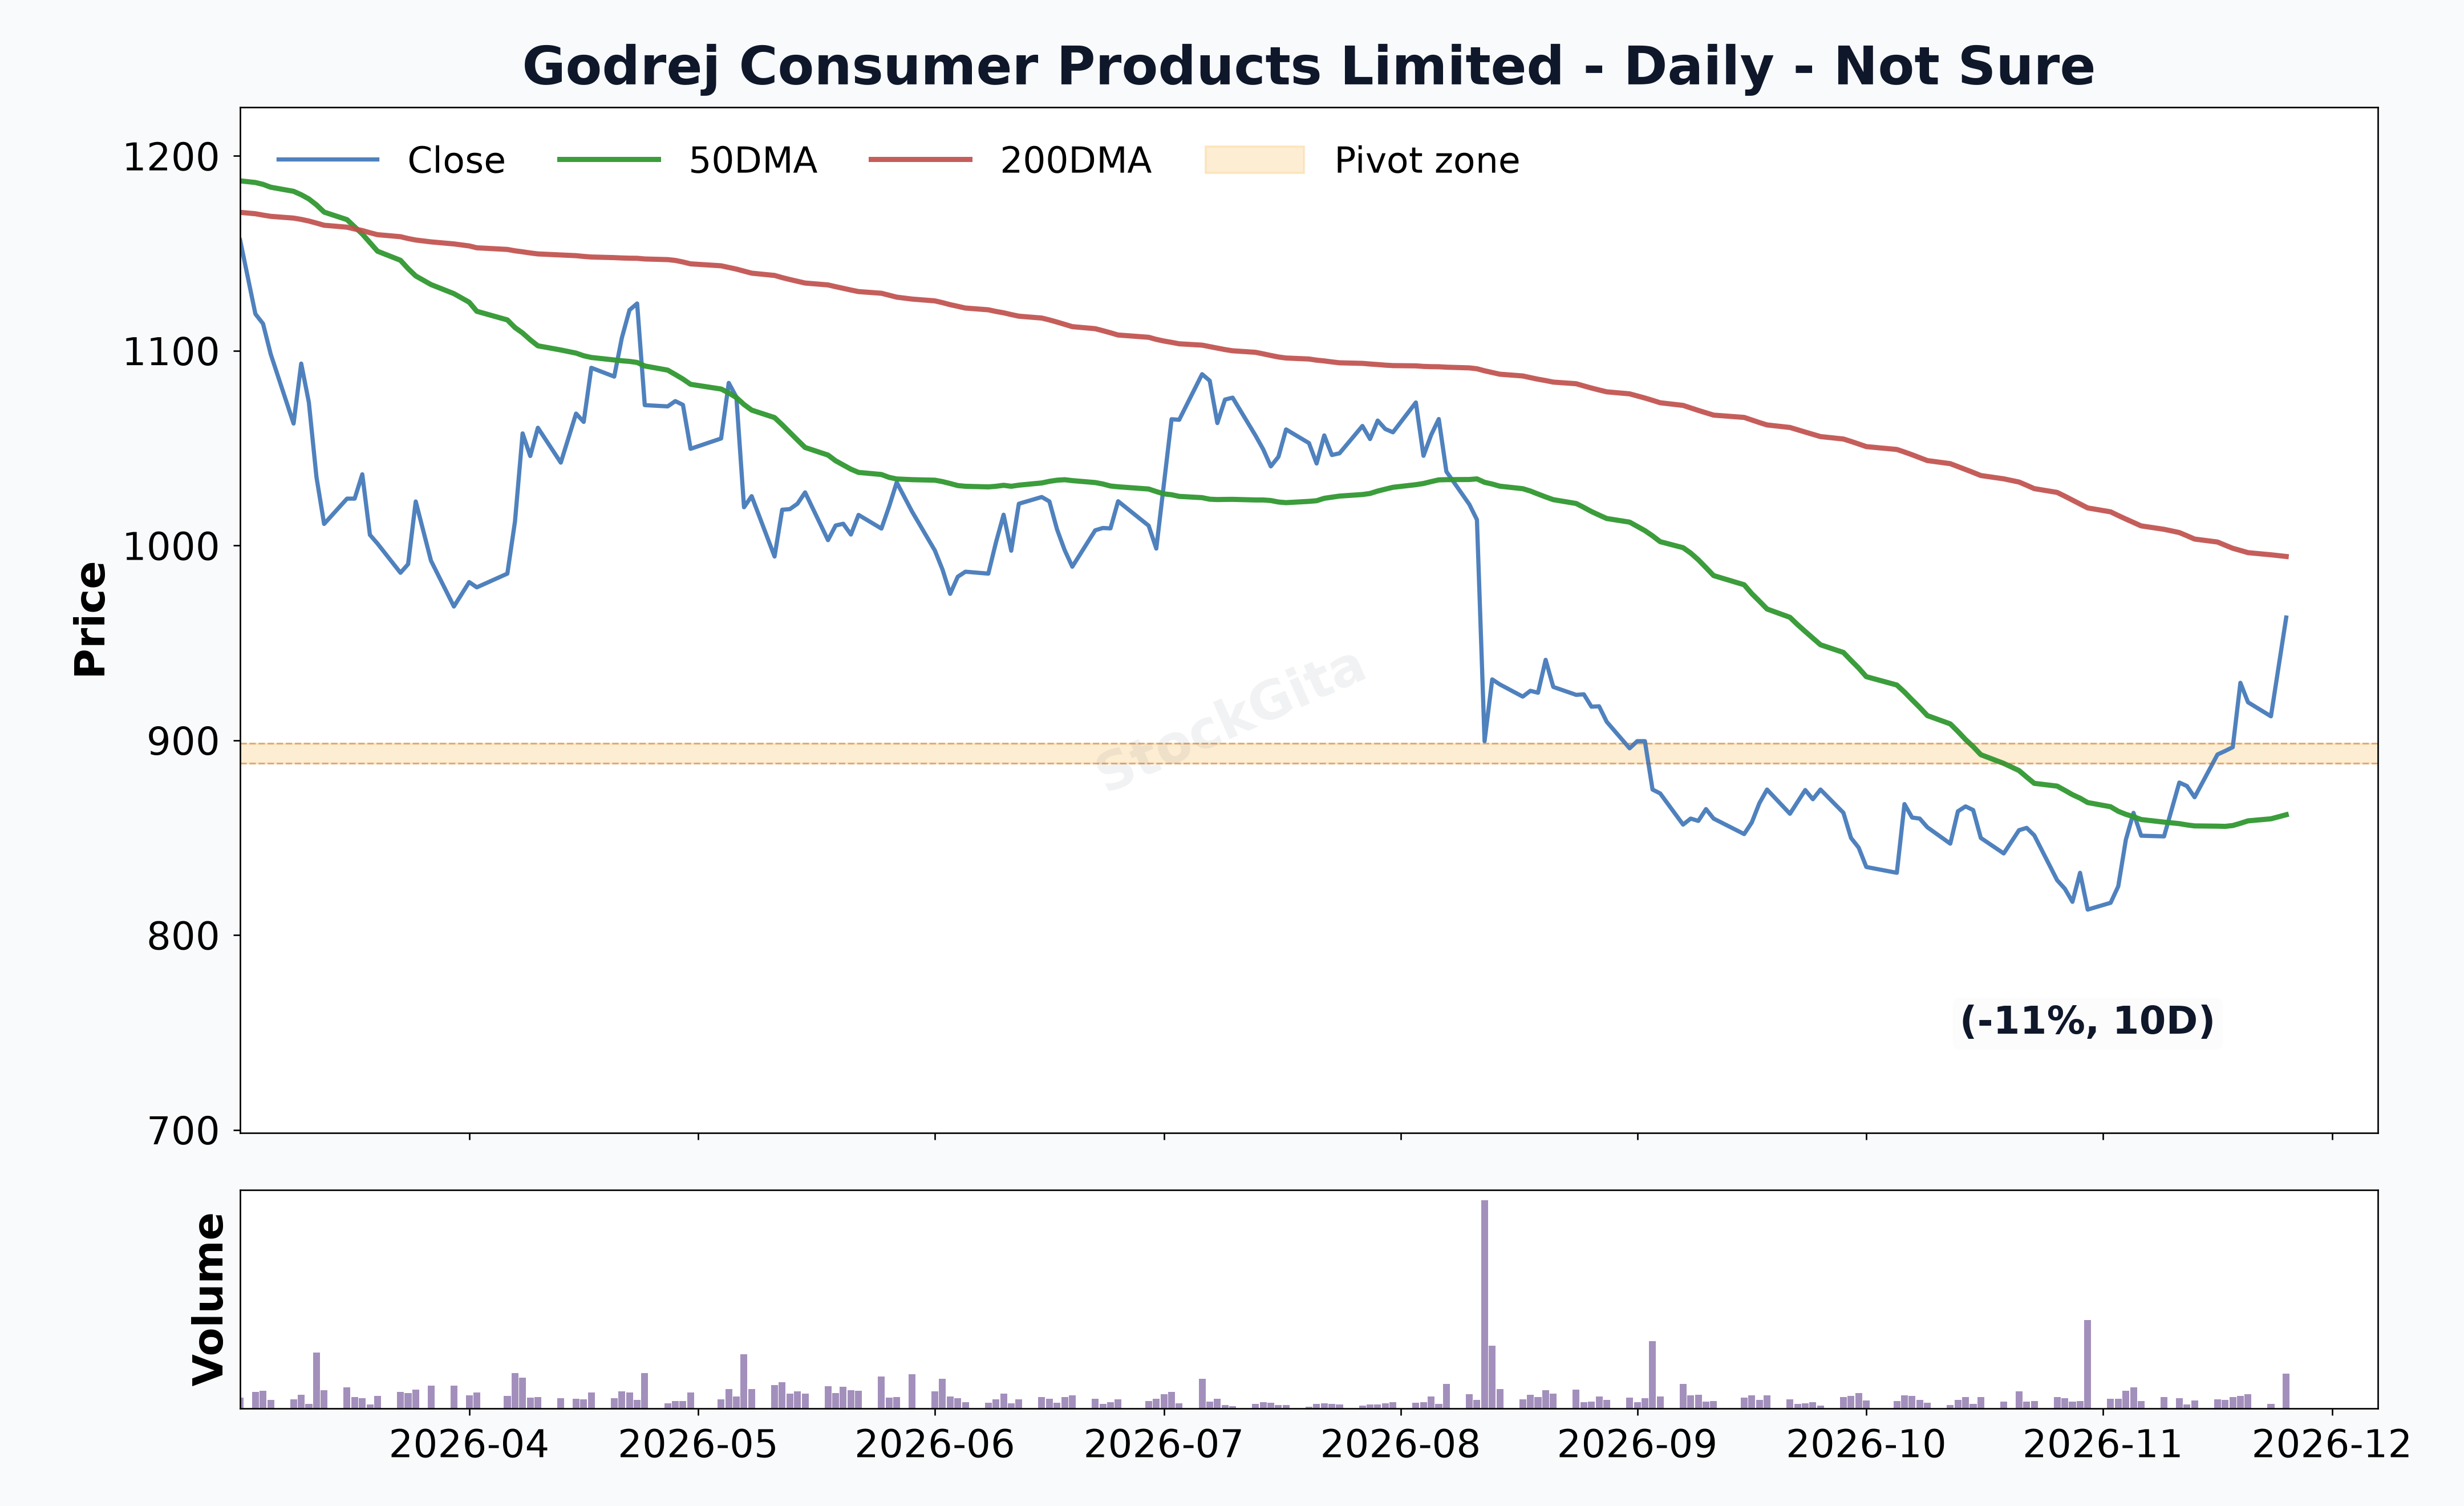 Godrej Consumer Products Limited - Daily - Not Sure
Close 50DMA 200DMA Pivot zone
1200
1100
1000
900
800
700
Price
StockGita
(-11%, 10D)
Volume
2026-04 2026-05 2026-06 2026-07 2026-08 2026-09 2026-10 2026-11 2026-12